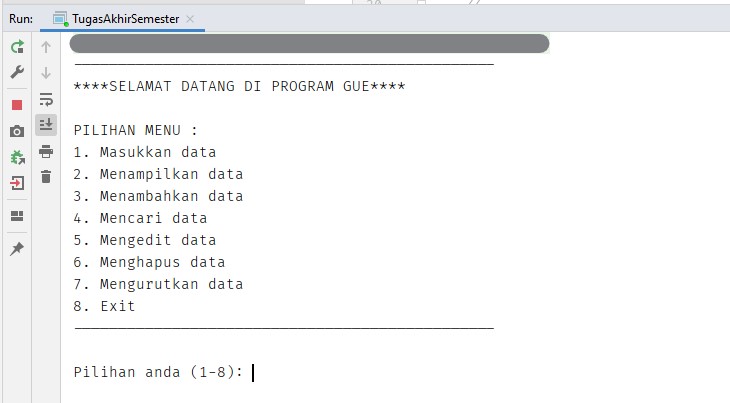 Run: TugasAkhirSemester
****SELAMAT DATANG DI PROGRAM GUE****
PILIHAN MENU :
1. Masukkan data
2. Menampilkan data
3. Menambahkan data
4. Mencari data
5. Mengedit data
6. Menghapus data
7. Mengurutkan data
8. Exit
Pilihan anda (1-8):